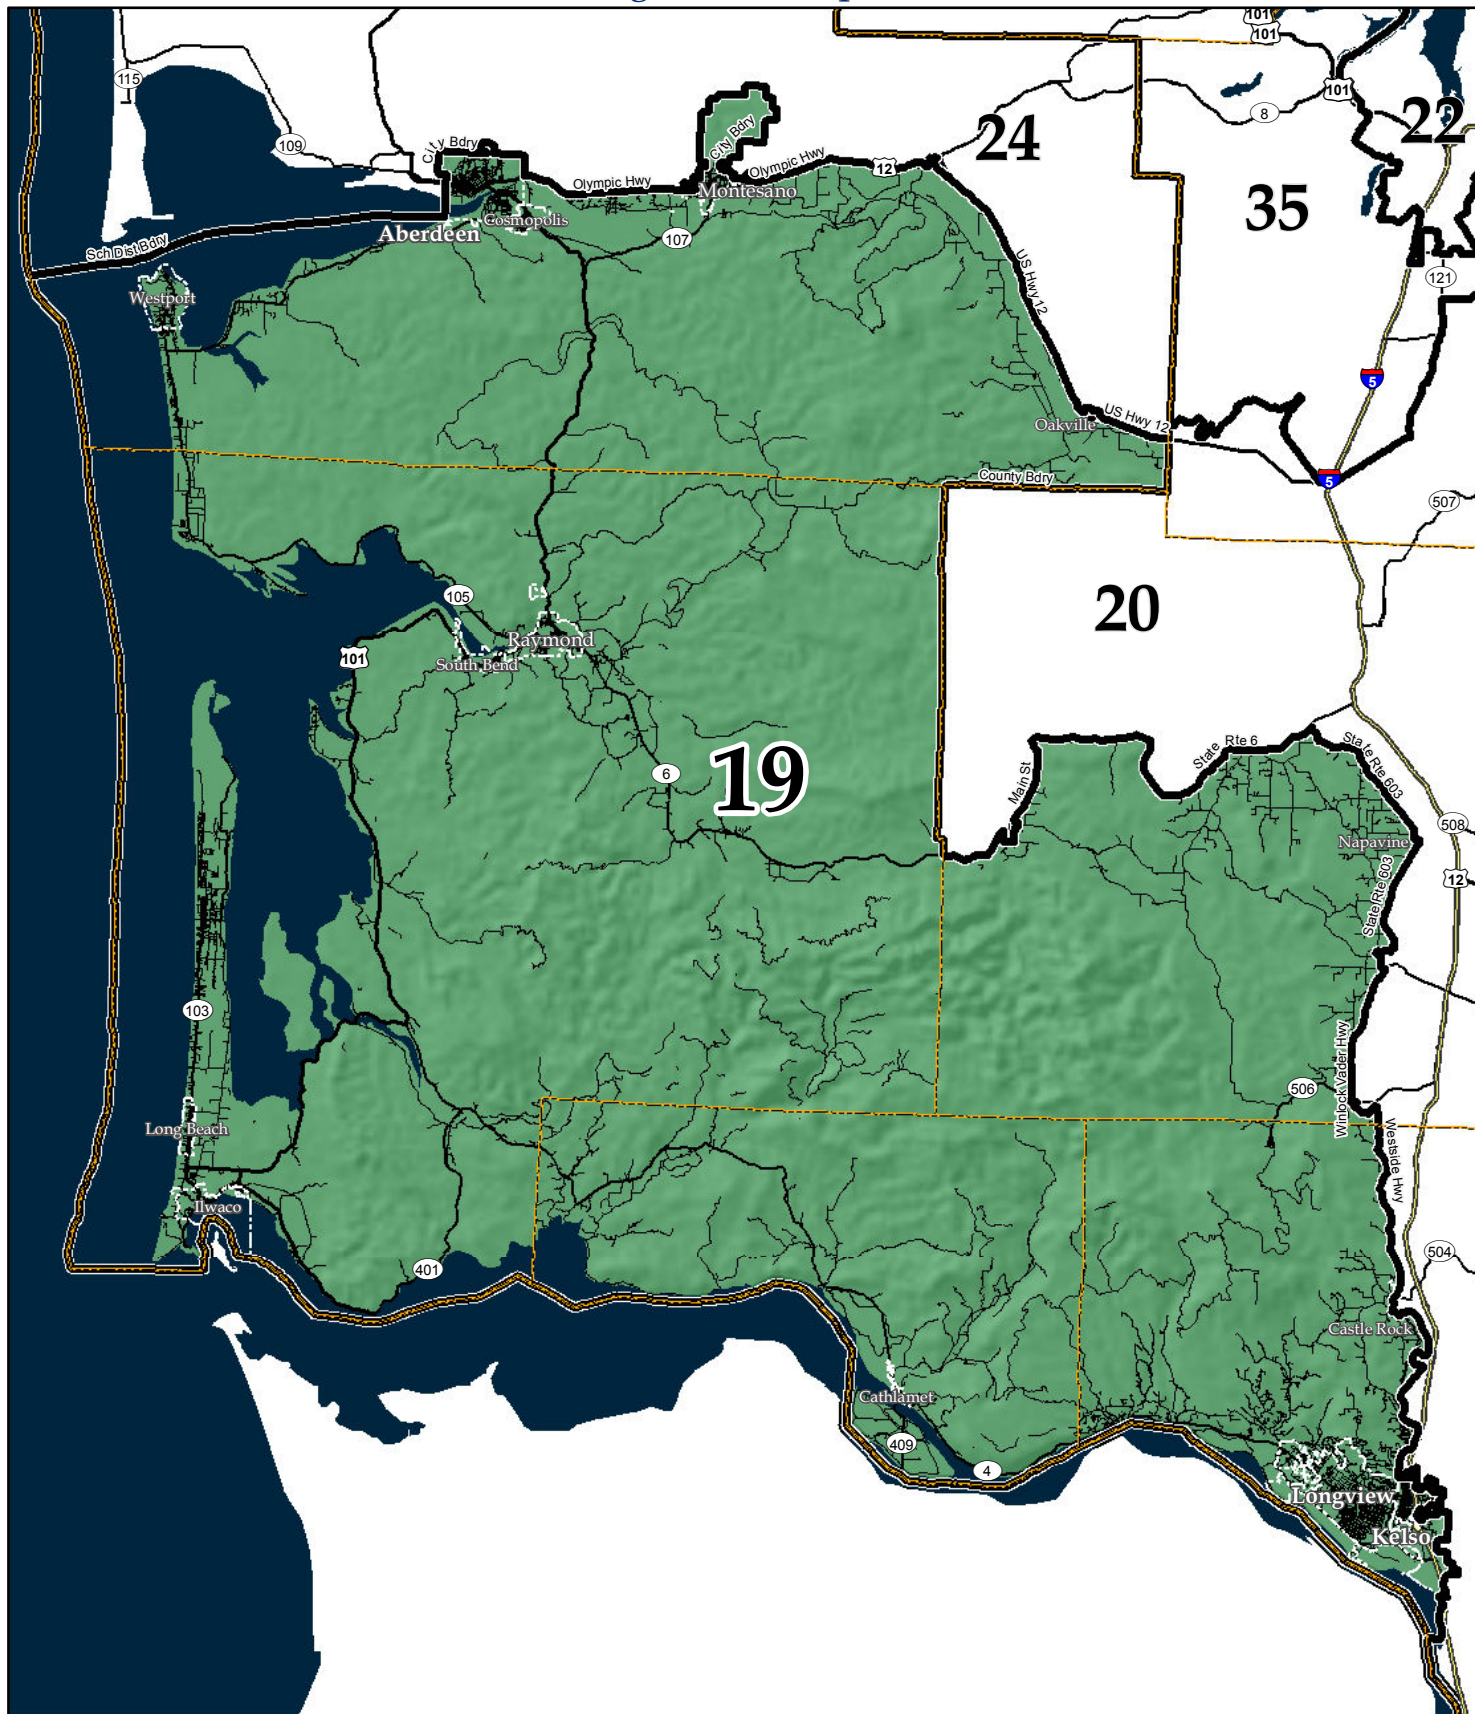 101
101
115
101
22
8
24
109
City Bdry
City Bdry
Olympic Hwy
12
Olympic Hwy
Montesano
35
Cosmopolis
Aberdeen
107
Sch Dist Bdry
121
US Hwy 12
Westport
5
Oakville
US Hwy 12
County Bdry
5
507
105
20
Raymond
101
South Bend
State Rte 6
State Rte 603
19
6
Main St
508
Napavine
12
State Rte 603
103
Winlock Vader Hwy
506
Long Beach
Westside Hwy
Ilwaco
504
401
Castle Rock
Cathlamet
409
4
Longview
Kelso